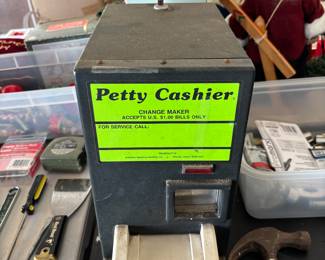 Petty Cashier
CHANGE MAKER
ACCEPTS U.S. $1.00 BILLS ONLY
FOR SERVICE CALL: